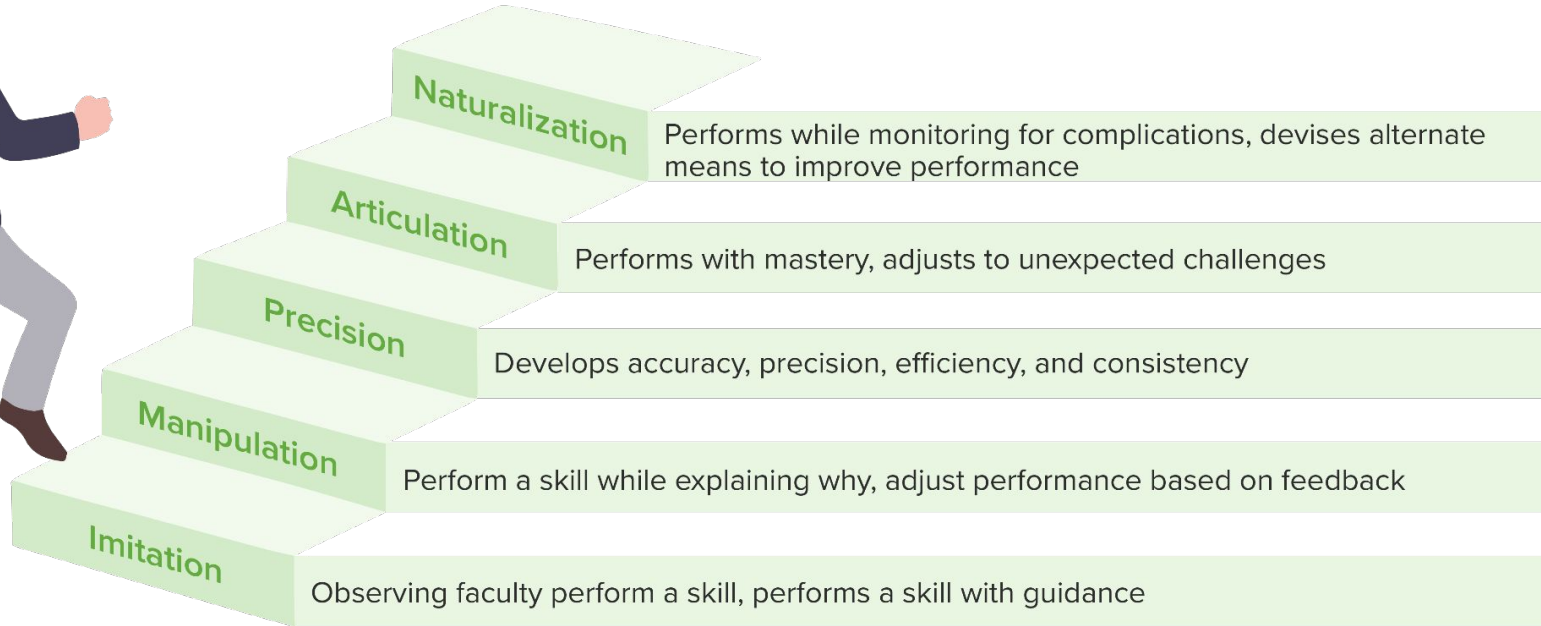 Naturalization
Performs while monitoring for complications, devises alternate
means to improve performance
Articulation
Performs with mastery, adjusts to unexpected challenges
Precision
Develops accuracy, precision, efficiency, and consistency
Manipulation
Perform a skill while explaining why, adjust performance based on feedback
Imitation
Observing faculty perform a skill, performs a skill with guidance